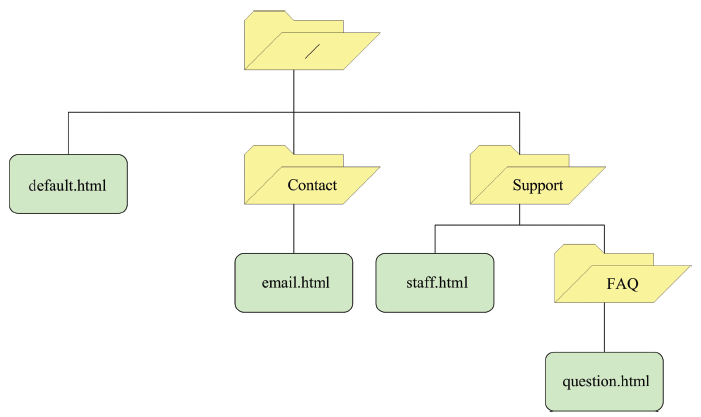 /
default.html
Contact
Support
email.html
staff.html
FAQ
question.html